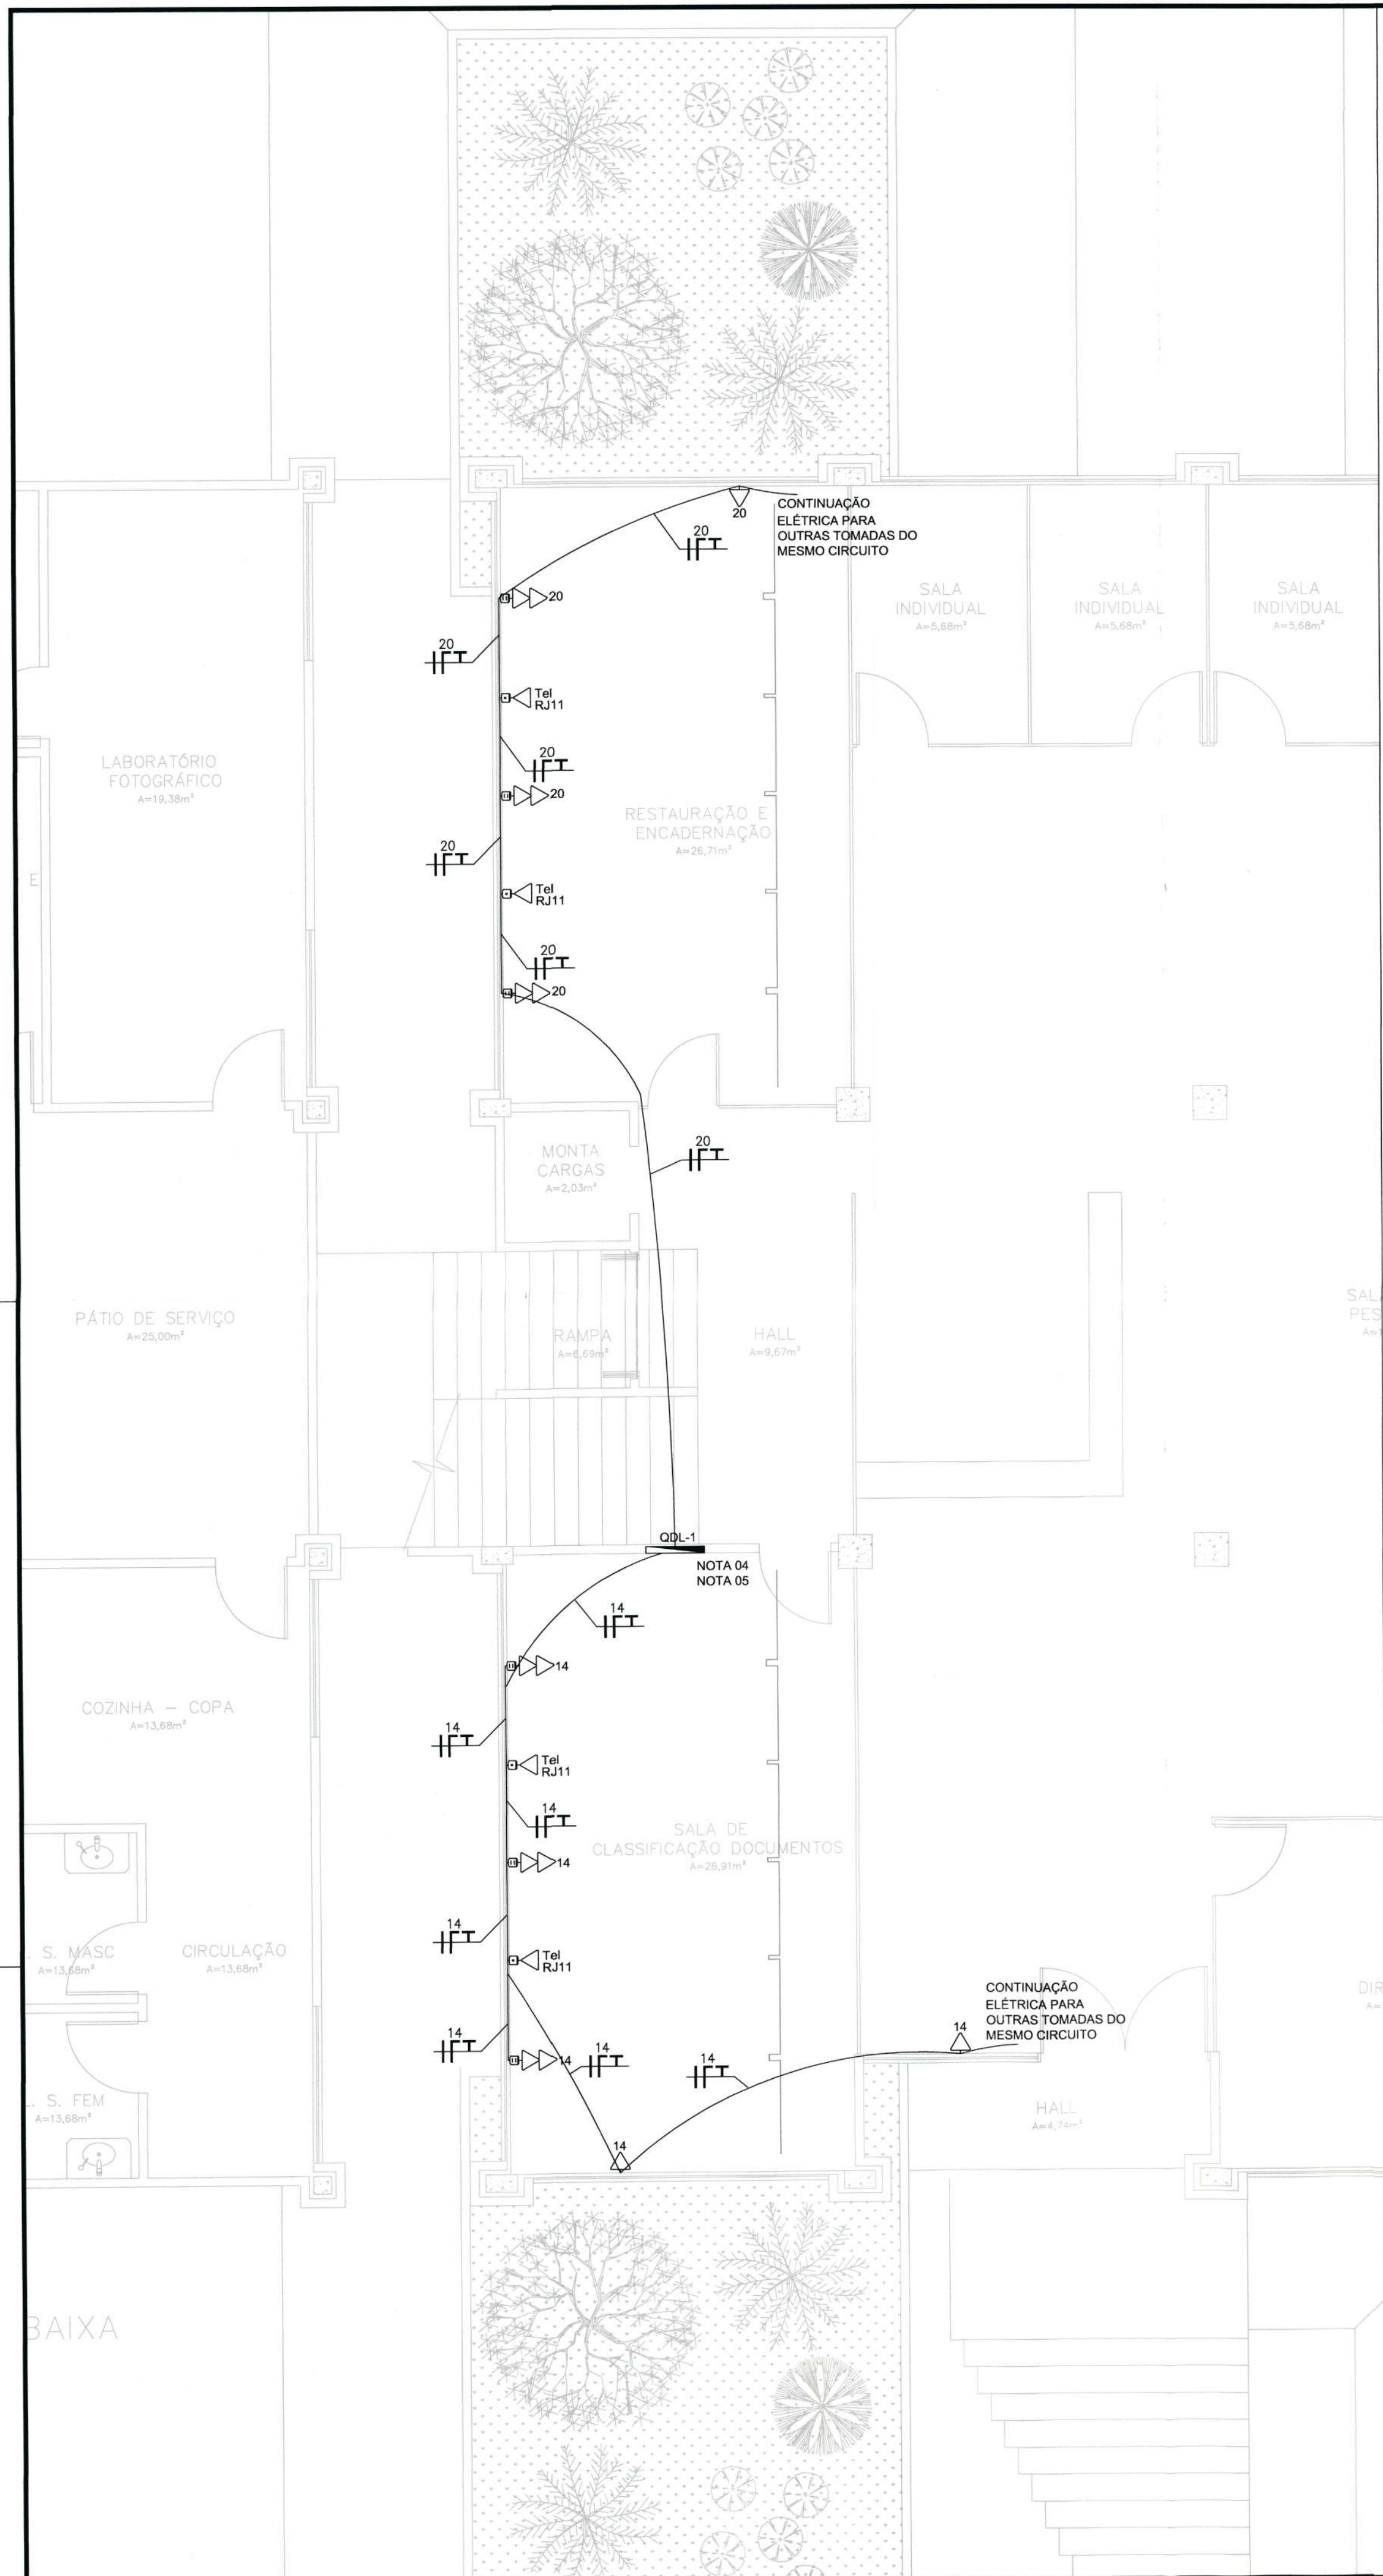 20
CONTINUAÇÃO
ELÉTRICA PARA
OUTRAS TOMADAS DO
MESMO CIRCUITO
20
20
SALA
INDIVIDUAL
A=5,68m²
SALA
INDIVIDUAL
A=5,68m²
SALA
INDIVIDUAL
A=5,68m²
20
Tel
RJ11
20
LABORATÓRIO
FOTOGRÁFICO
A=19,38m²
20
RESTAURAÇÃO E
ENCADERNAÇÃO
A=26,71m²
20
E
Tel
RJ11
20
20
MONTA
CARGAS
A=2,03m²
20
PÁTIO DE SERVIÇO
A=25,00m²
RAMPA
A=6,69m²
HALL
A=9,67m²
SALA
PES
QDL-1
NOTA 04
NOTA 05
14
14
COZINHA – COPA
A=13,68m²
14
Tel
RJ11
14
SALA DE
CLASSIFICAÇÃO DOCUMENTOS
A=26,91m²
14
14
Tel
RJ11
S. MASC
A=13,68m²
CIRCULAÇÃO
A=13,68m²
CONTINUAÇÃO
ELÉTRICA PARA
OUTRAS TOMADAS DO
MESMO CIRCUITO
14
DIR
A=
14
14
14
14
S. FEM
A=13,68m²
HALL
A=4,74m²
14
BAIXA